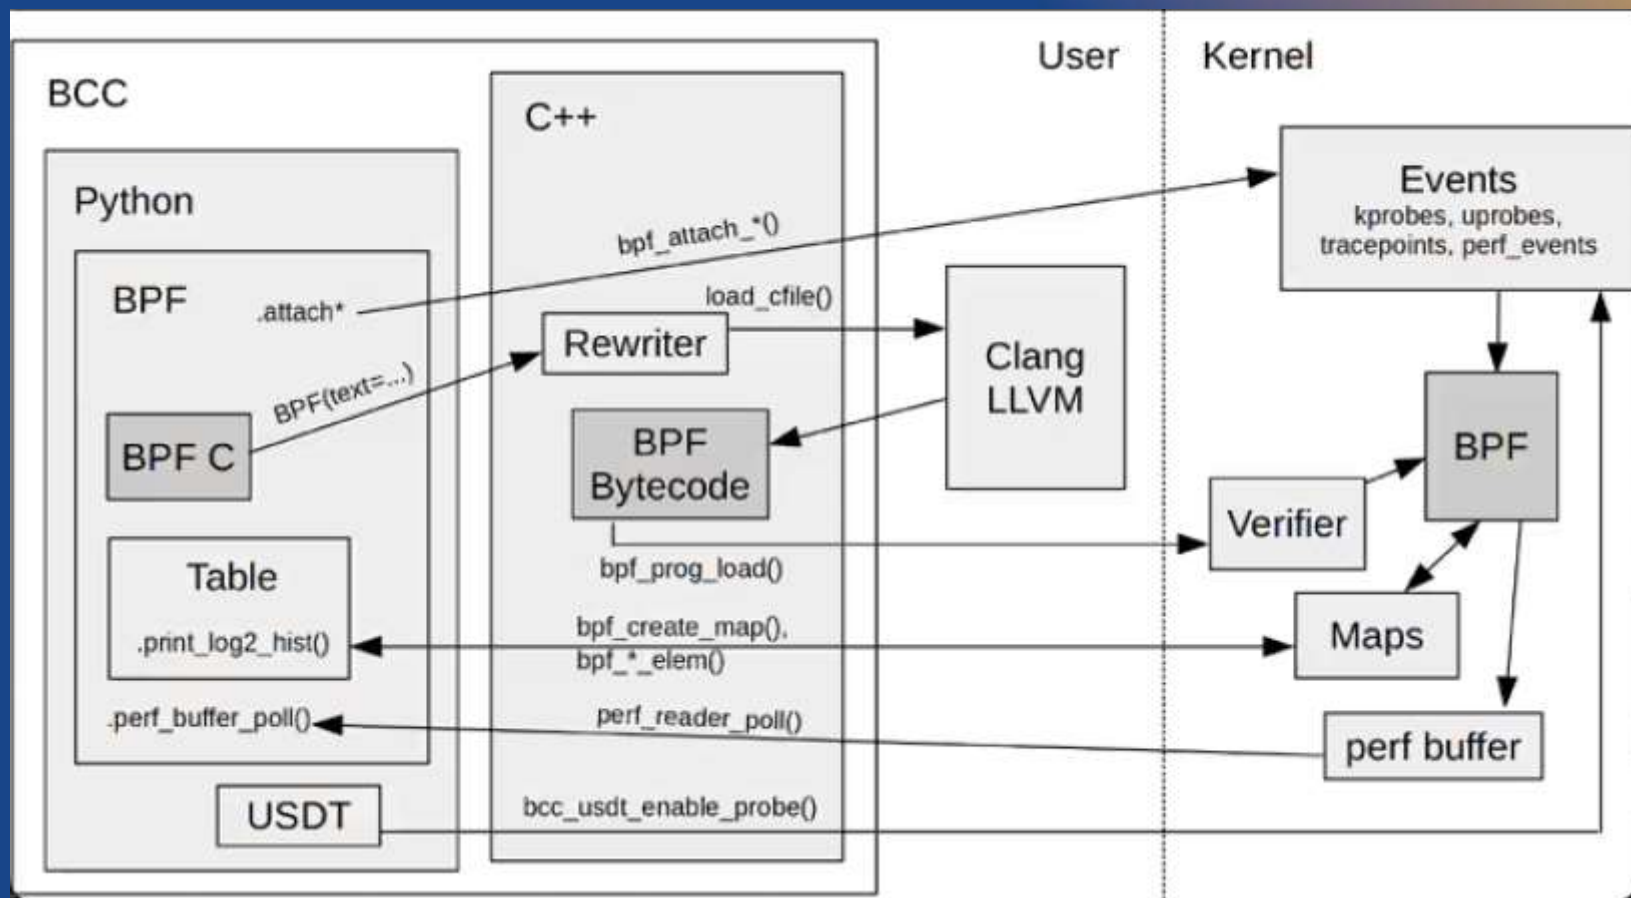 BCC
Python
BPF
.attach*
BPF(text=...)
BPF C
Table
.print_log2_hist()
.perf_buffer_poll()
USDT
C++
bpf_attach_*()
load_cfile()
Rewriter
BPF
Bytecode
bpf_prog_load()
bpf_create_map(),
bpf_*_elem()
perf_reader_poll()
bcc_usdt_enable_probe()
User
Clang
LLVM
Kernel
Events
kprobes, uprobes,
tracepoints, perf_events
BPF
Verifier
Maps
perf buffer